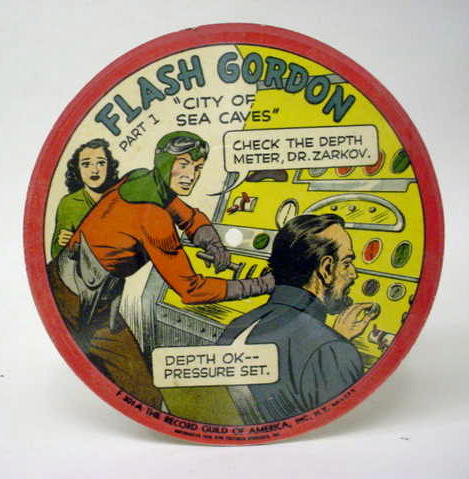 FLASH GORDON
PART 1
"CITY OF
SEA CAVES"
CHECK THE DEPTH
METER, DR. ZARKOV.
DEPTH OK--
PRESSURE SET.
THE RECORD GUILD OF AMERICA, INC. N.Y.